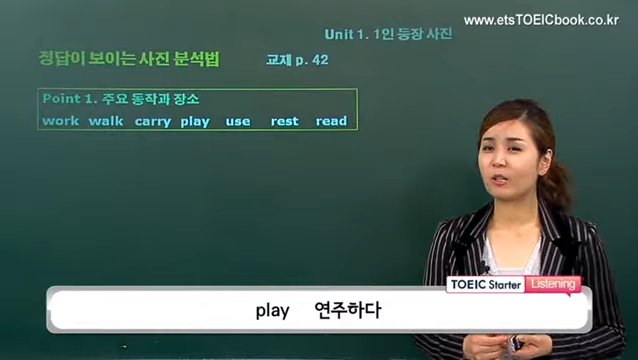 www.etsTOEICbook.co.kr
Unit 1. 1인 등장 사진
정답이 보이는 사진 분석법 교재 p. 42
Point 1. 주요 동작과 장소
work walk carry play use rest read
TOEIC Starter Listening
play 연주하다